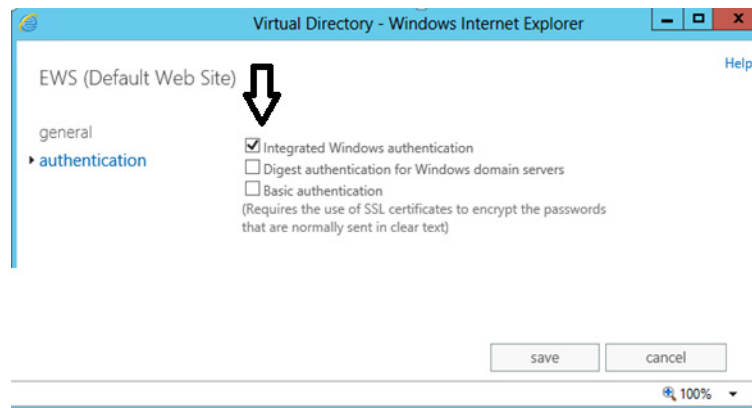 Virtual Directory - Windows Internet Explorer
Help
EWS (Default Web Site)
general
authentication
Integrated Windows authentication
Digest authentication for Windows domain servers
Basic authentication
(Requires the use of SSL certificates to encrypt the passwords
that are normally sent in clear text)
save cancel
100%